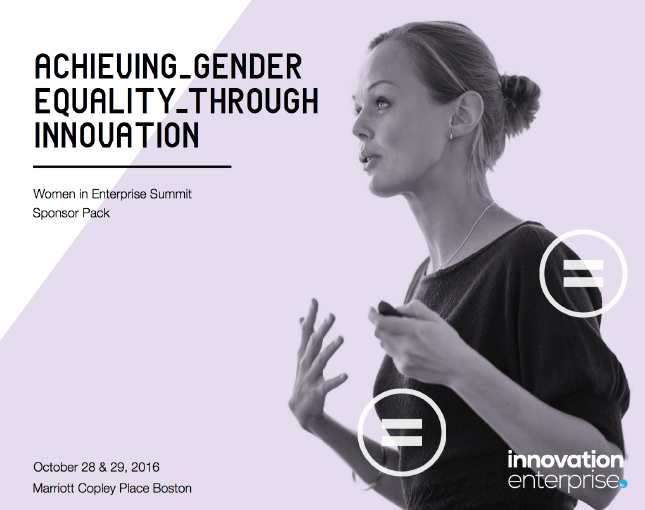 ACHIEVING_GENDER
EQUALITY_THROUGH
INNOVATION
Women in Enterprise Summit
Sponsor Pack
October 28 & 29, 2016
Marriott Copley Place Boston
innovation
enterprise